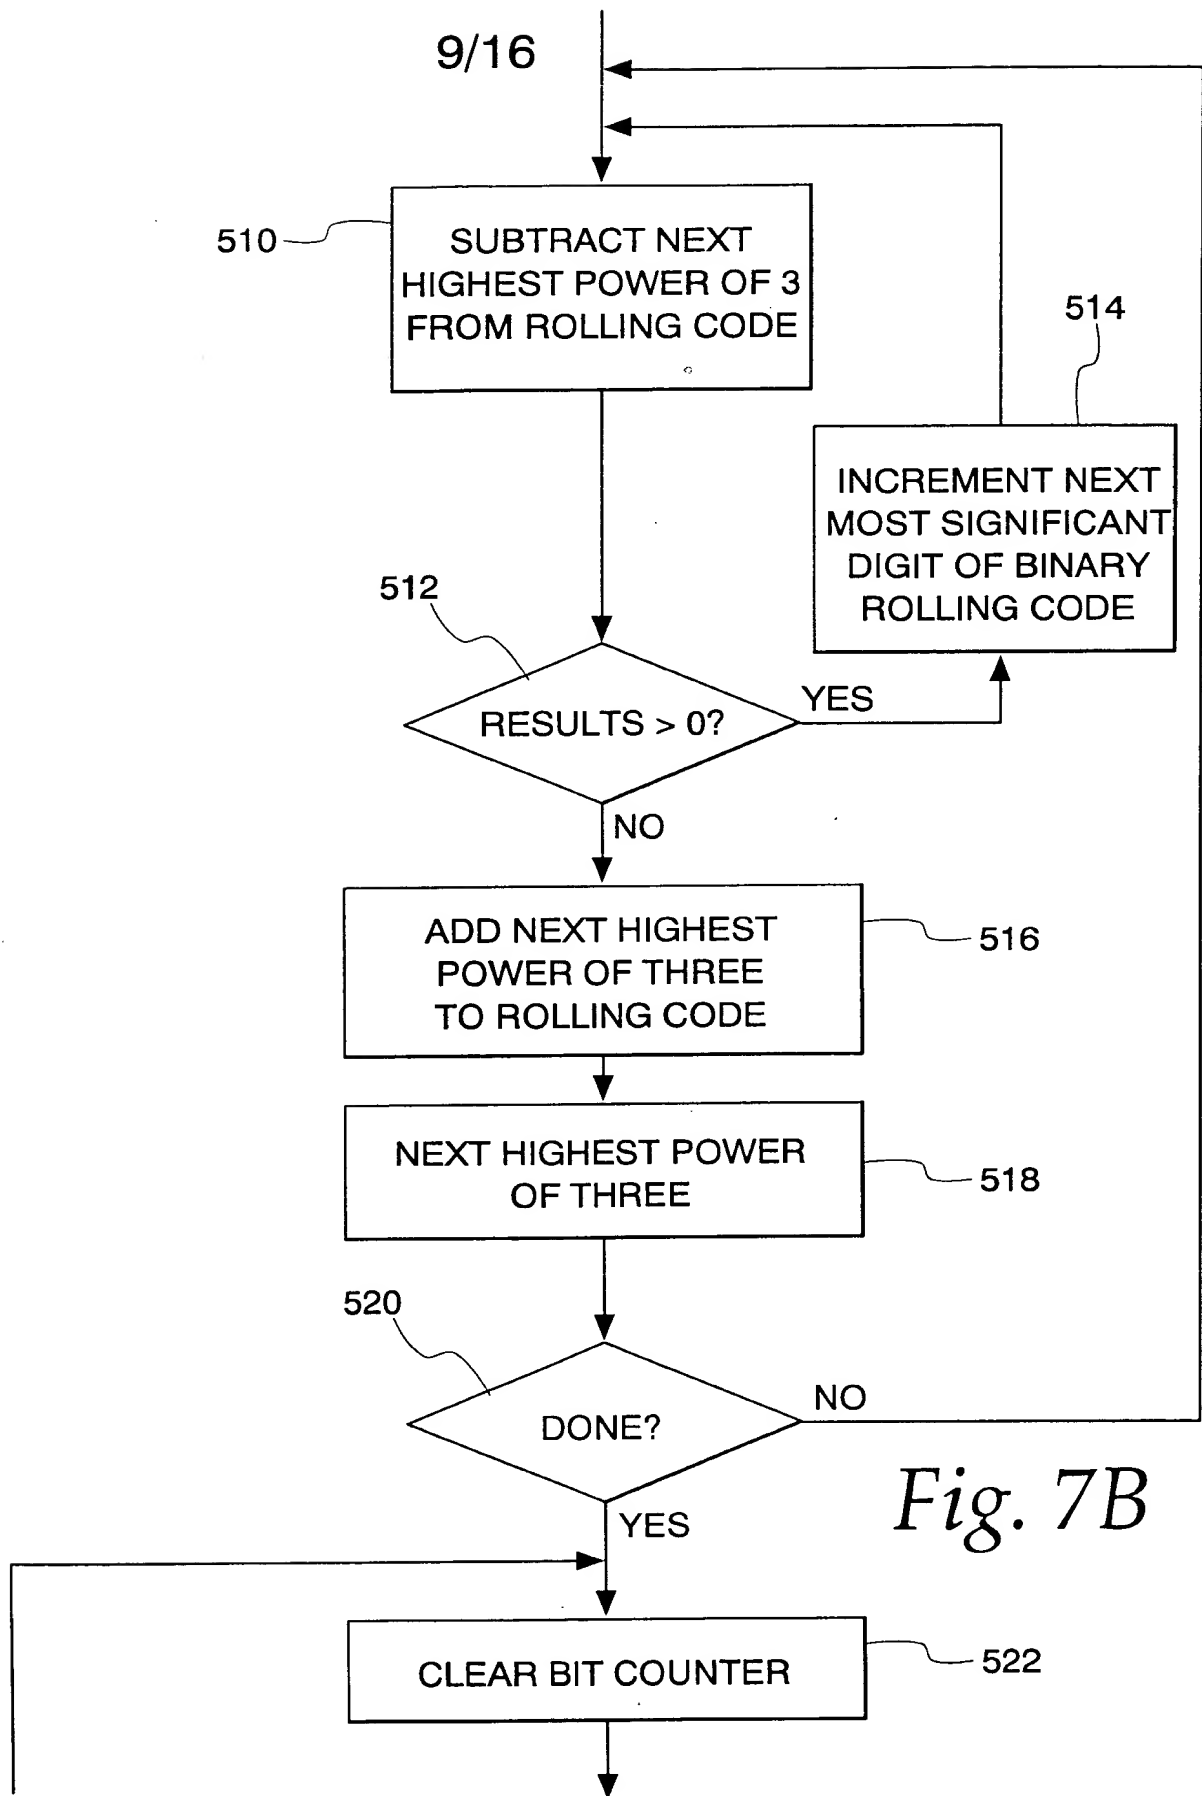 9/16
510
SUBTRACT NEXT
HIGHEST POWER OF 3
FROM ROLLING CODE
514
INCREMENT NEXT
MOST SIGNIFICANT
DIGIT OF BINARY
ROLLING CODE
512
RESULTS > 0?
YES
NO
ADD NEXT HIGHEST
POWER OF THREE
TO ROLLING CODE
516
NEXT HIGHEST POWER
OF THREE
518
520
DONE?
NO
YES
Fig. 7B
CLEAR BIT COUNTER
522